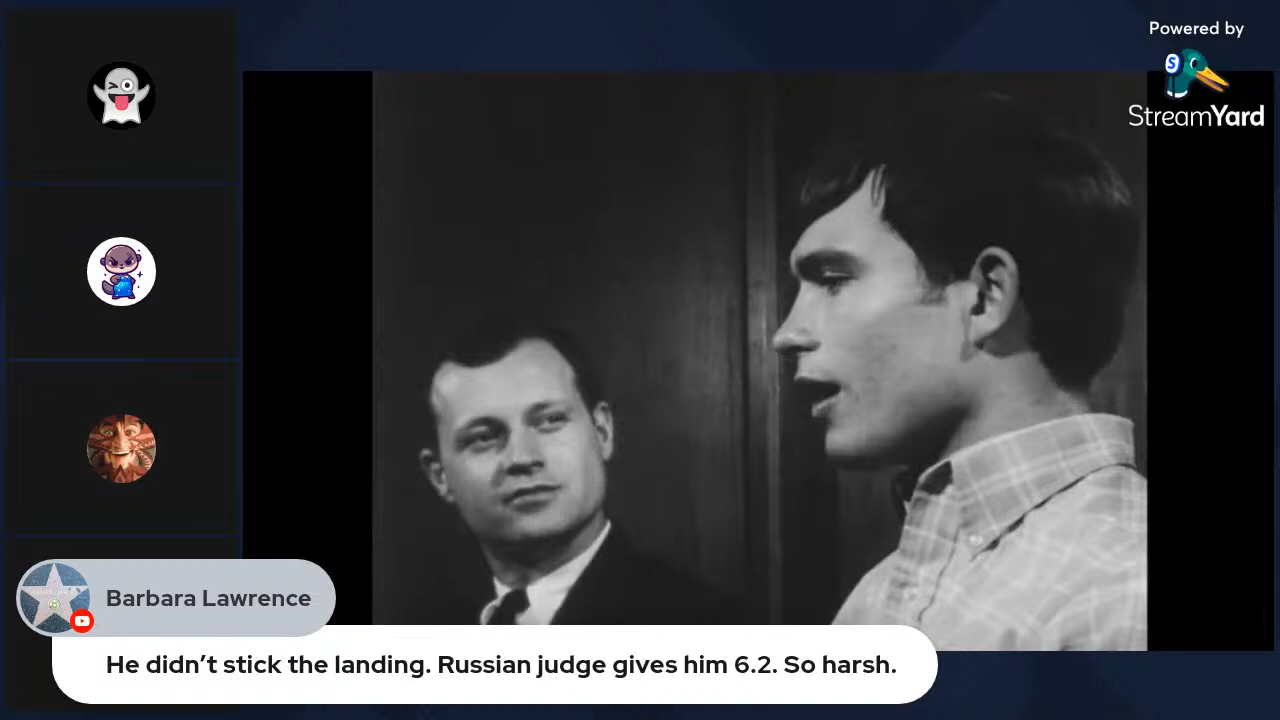 Powered by
StreamYard
Barbara Lawrence
He didn’t stick the landing. Russian judge gives him 6.2. So harsh.